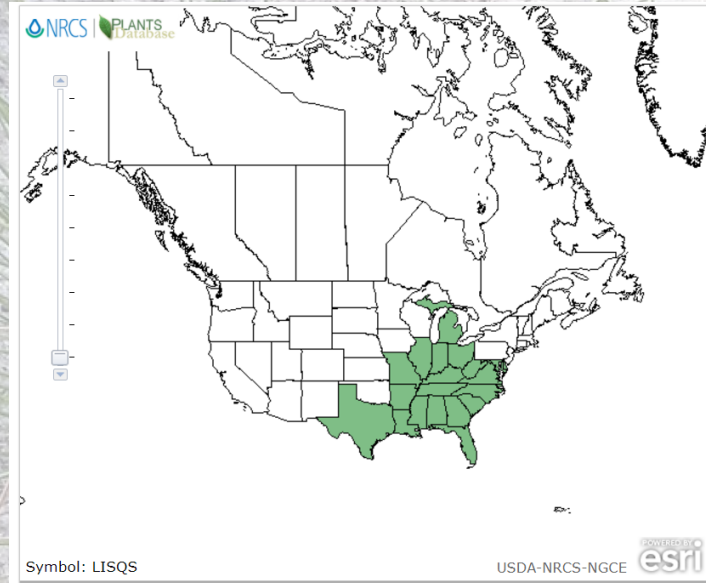 NRCS | PLANTS
Database
Symbol: LISQS
USDA-NRCS-NGCE
POWERED BY
esri